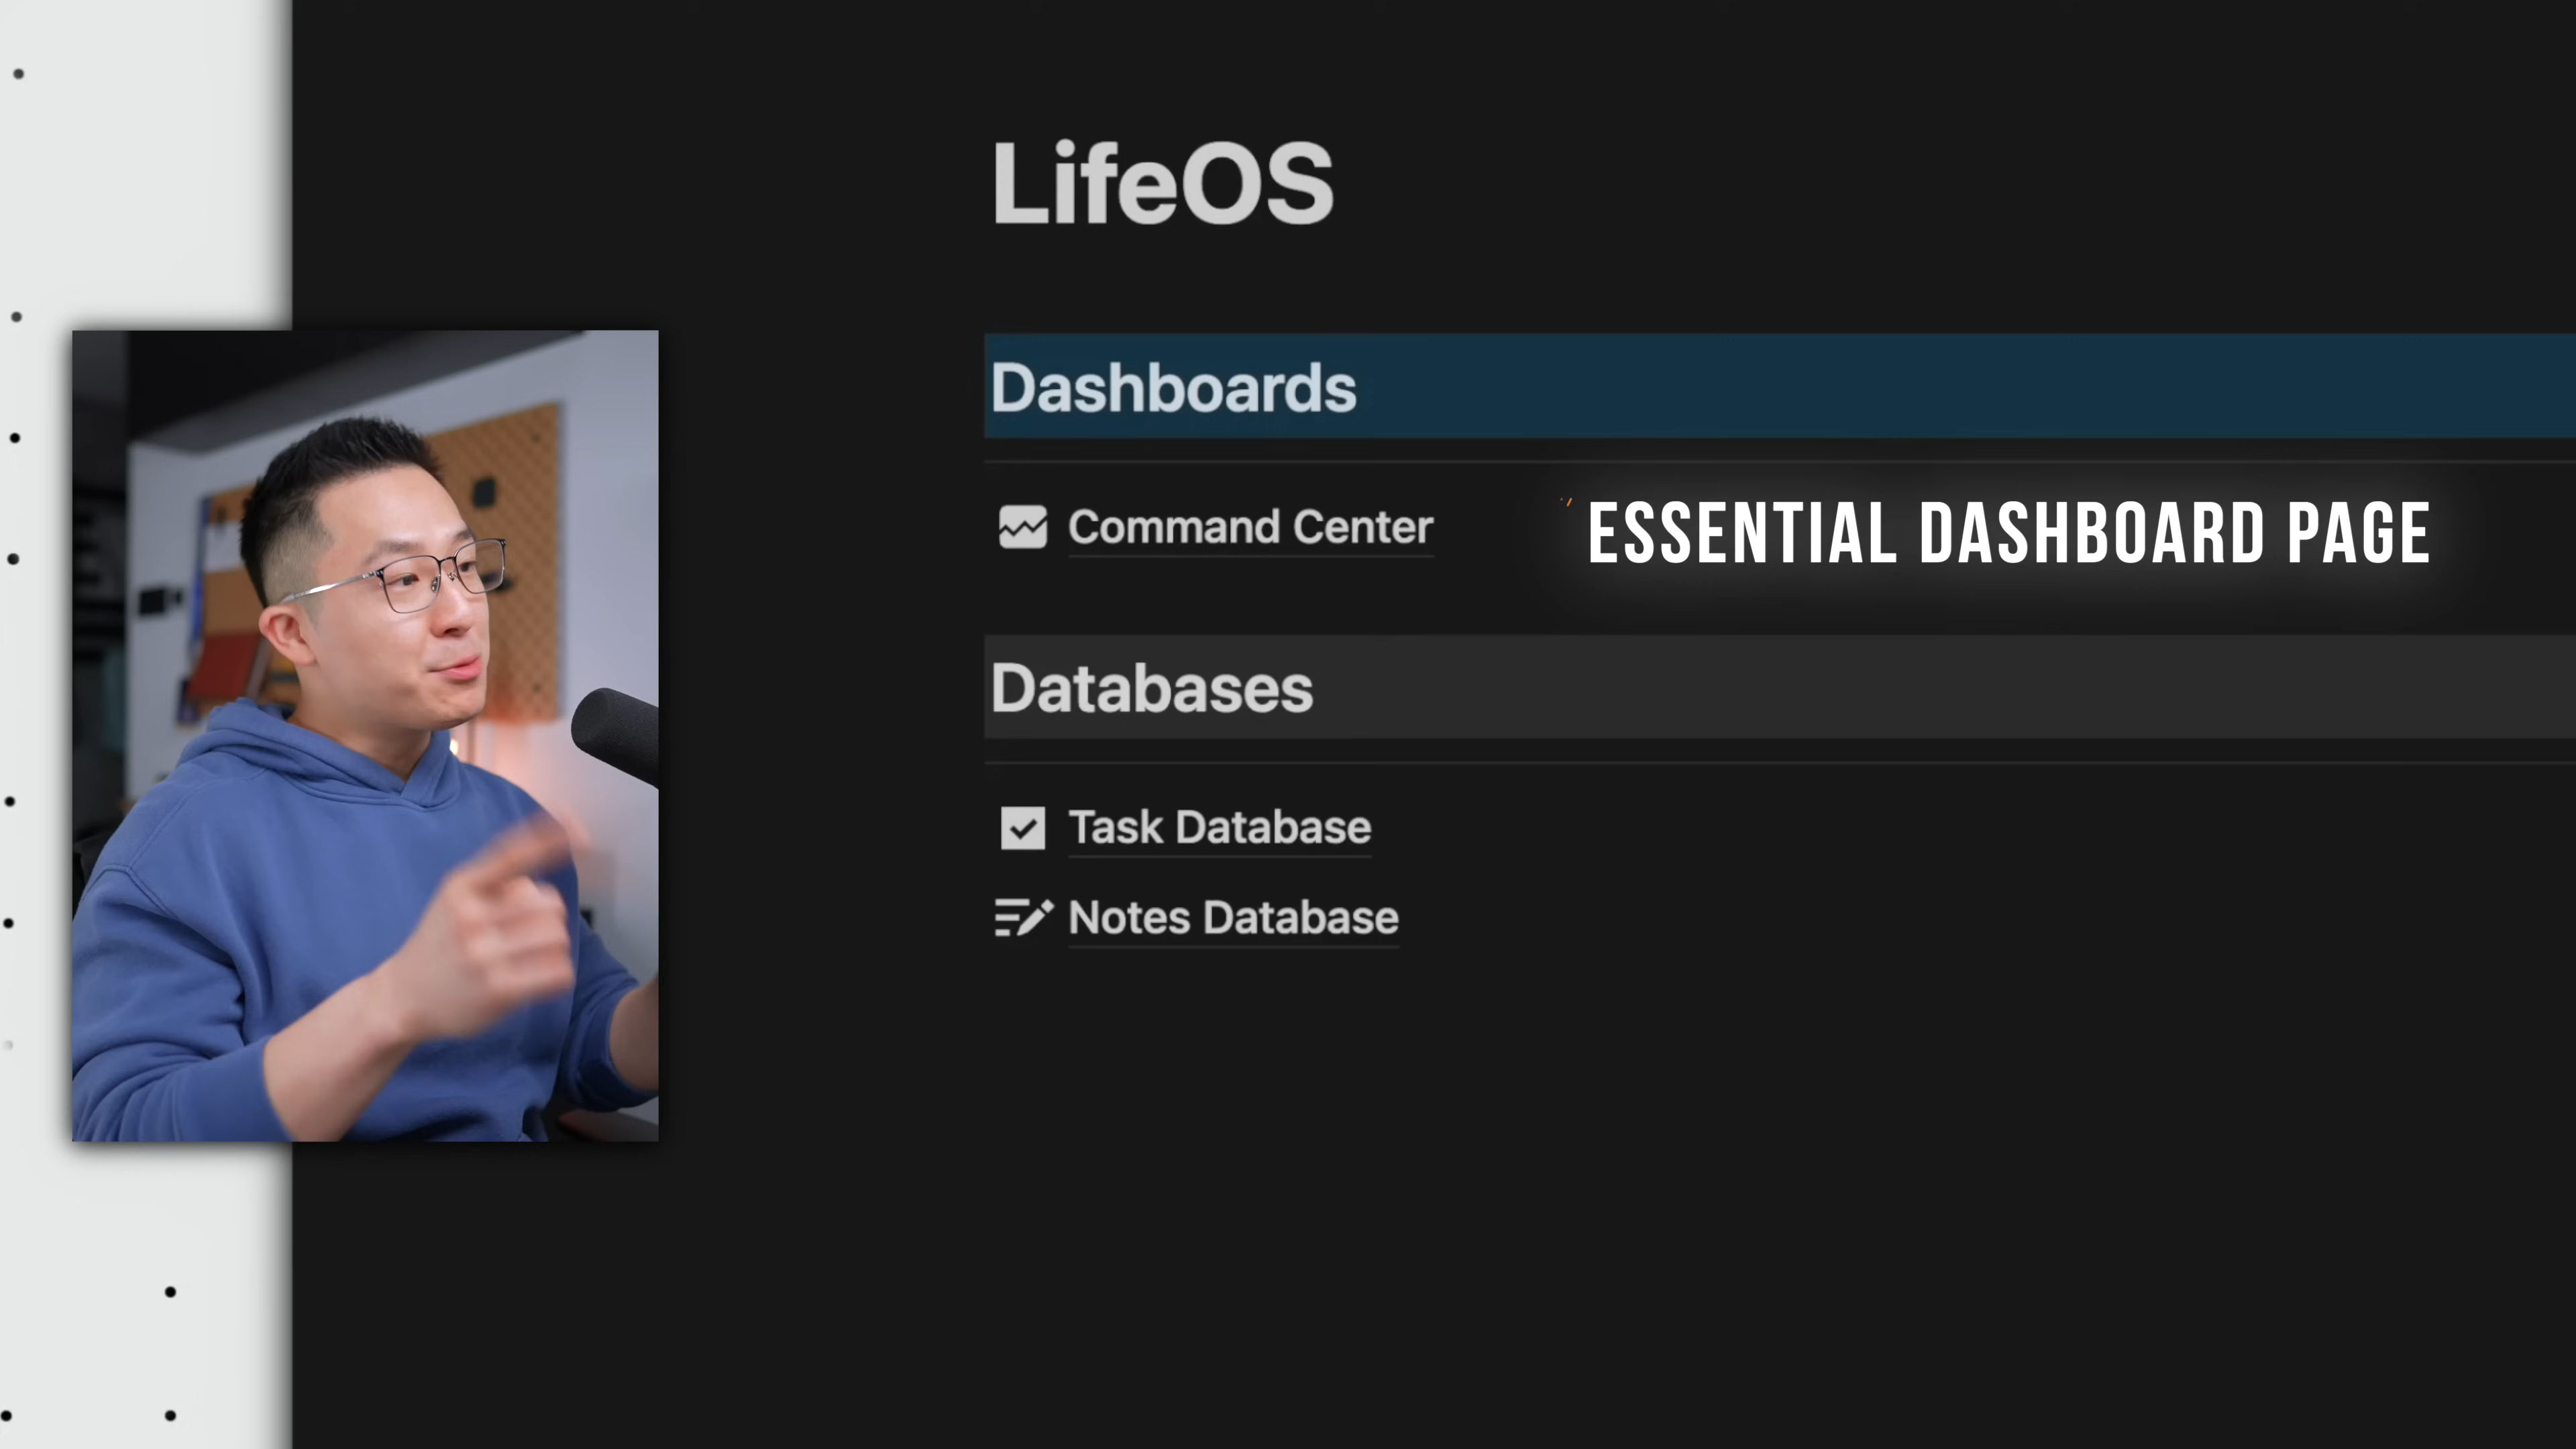 LifeOS
Dashboards
Command Center
ESSENTIAL DASHBOARD PAGE
Databases
Task Database
Notes Database